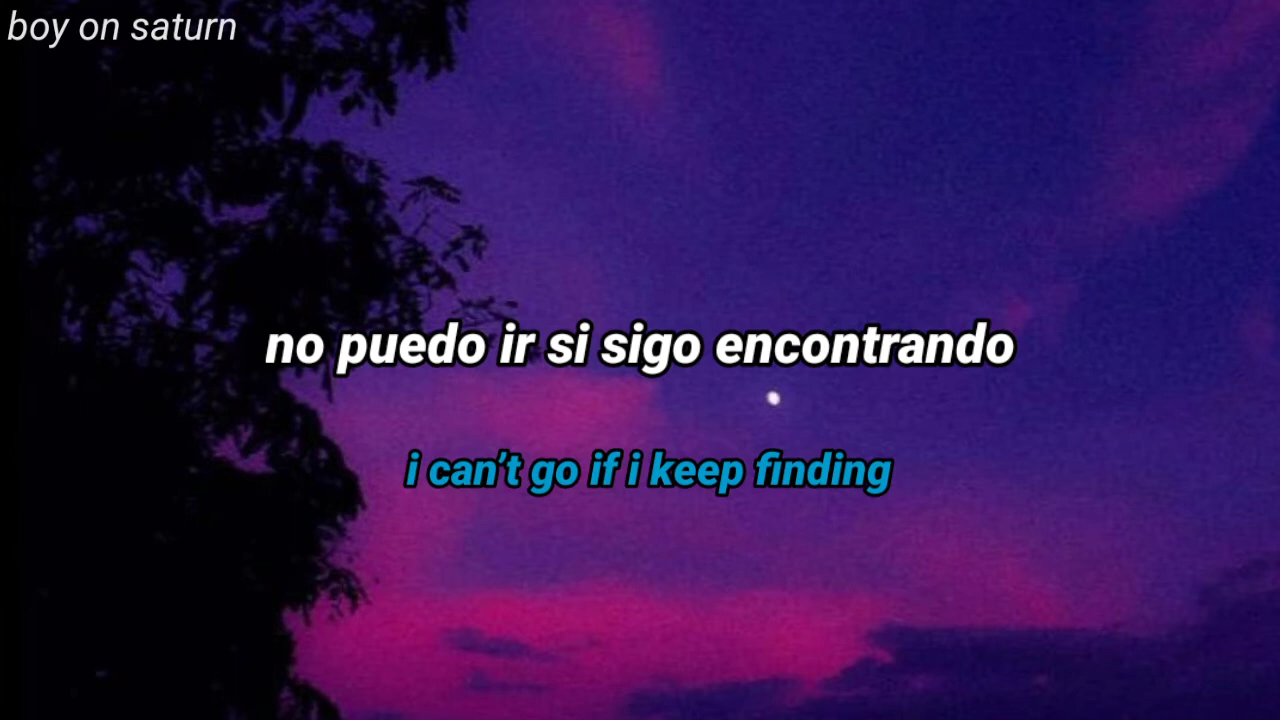 boy on saturn
no puedo ir si sigo encontrando
i can't go if i keep finding